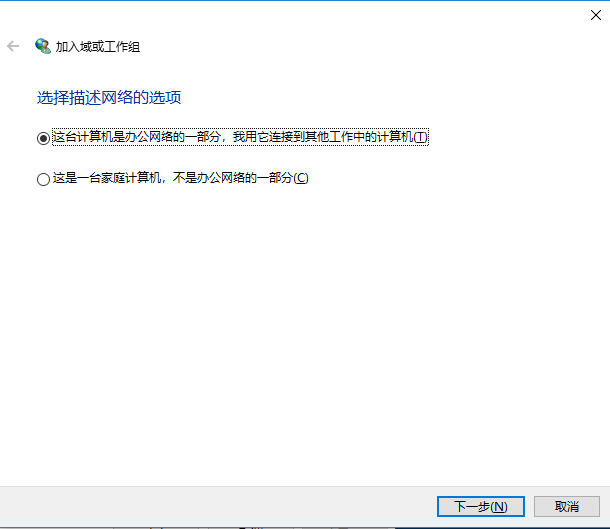 加入域或工作组
选择描述网络的选项
这台计算机是办公网络的一部分，我用它连接到其他工作中的计算机(T)
这是一台家庭计算机，不是办公网络的一部分(C)
下一步(N)
取消